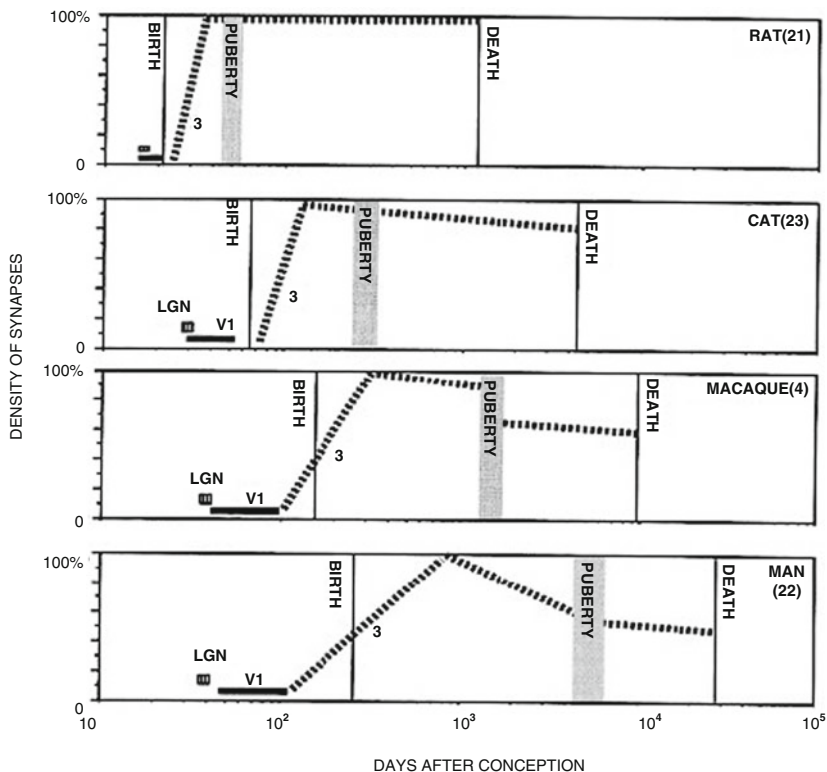 DENSITY OF SYNAPSES
100%
0
BIRTH
3
PUBERTY
DEATH
RAT(21)
100%
0
LGN
V1
BIRTH
3
PUBERTY
DEATH
CAT(23)
100%
0
LGN
V1
BIRTH
3
PUBERTY
DEATH
MACAQUE(4)
100%
0
LGN
V1
BIRTH
3
PUBERTY
DEATH
MAN
(22)
10
10²
10³
10⁴
10⁵
DAYS AFTER CONCEPTION